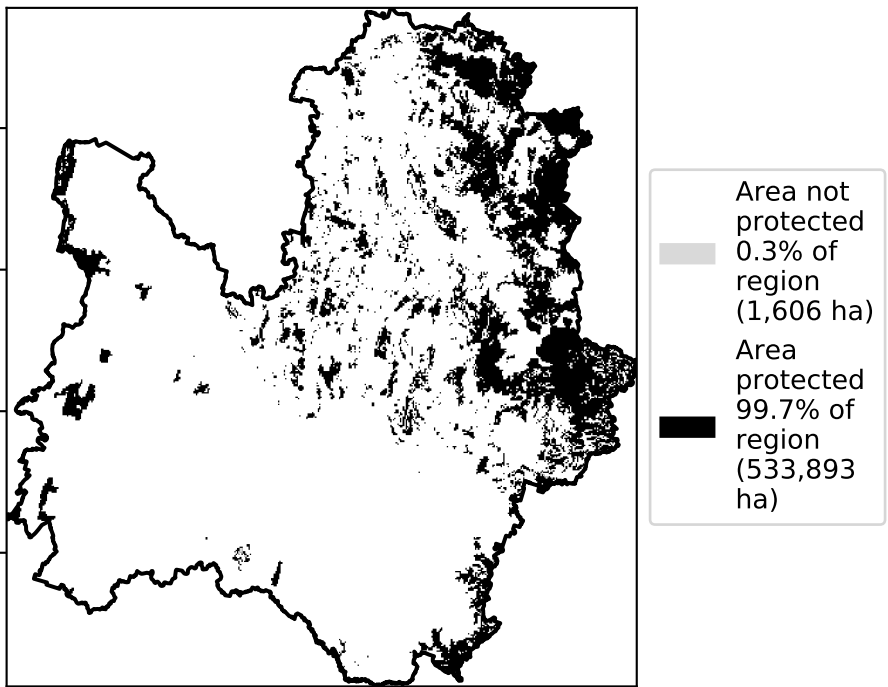 Area not
protected
0.3% of
region
(1,606 ha)
Area
protected
99.7% of
region
(533,893
ha)